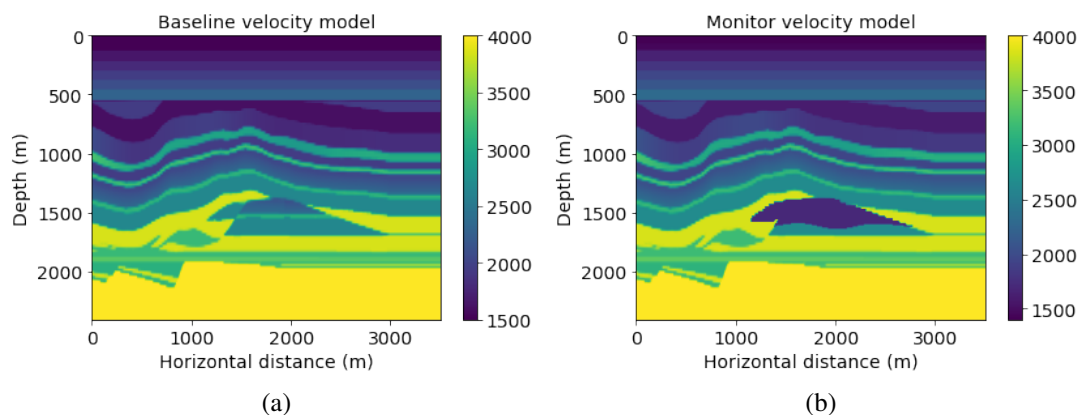 Baseline velocity model
0
500
1000
1500
2000
Depth (m)
0 1000 2000 3000
Horizontal distance (m)
4000
3500
3000
2500
2000
1500
(a)
Monitor velocity model
0
500
1000
1500
2000
Depth (m)
0 1000 2000 3000
Horizontal distance (m)
4000
3500
3000
2500
2000
1500
(b)